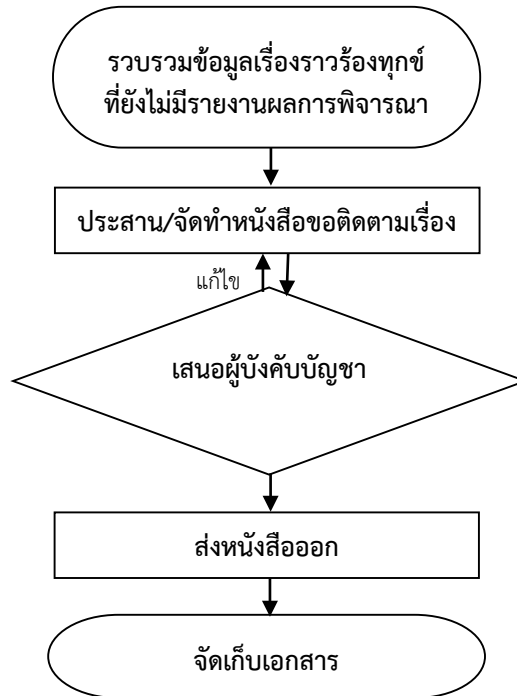 รวบรวมข้อมูลเรื่องราวร้องทุกข์
ที่ยังไม่มีรายงานผลการพิจารณา
ประสาน/จัดทำหนังสือขอติดตามเรื่อง
แก้ไข
เสนอผู้บังคับบัญชา
ส่งหนังสือออก
จัดเก็บเอกสาร